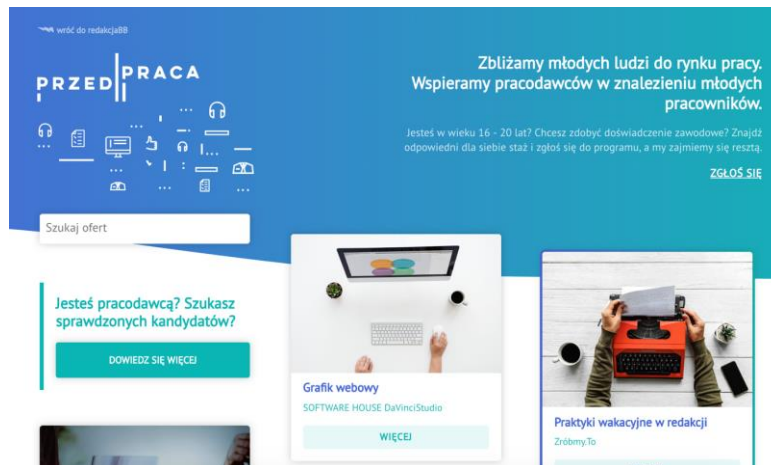 wróć do redakcjaBB
PRZED PRACA
Zbliżamy młodych ludzi do rynku pracy.
Wspieramy pracodawców w znalezieniu młodych
pracowników.
Jesteś w wieku 16 - 20 lat? Chcesz zdobyć doświadczenie zawodowe? Znajdź
odpowiedni dla siebie staż i zgłoś się do programu, a my zajmiemy się resztą.
ZGŁOŚ SIĘ
Szukaj ofert
Jesteś pracodawcą? Szukasz
sprawdzonych kandydatów?
DOWIEDZ SIĘ WIĘCEJ
Grafik webowy
SOFTWARE HOUSE DaVinciStudio
WIĘCEJ
Praktyki wakacyjne w redakcji
Zróbmy.To